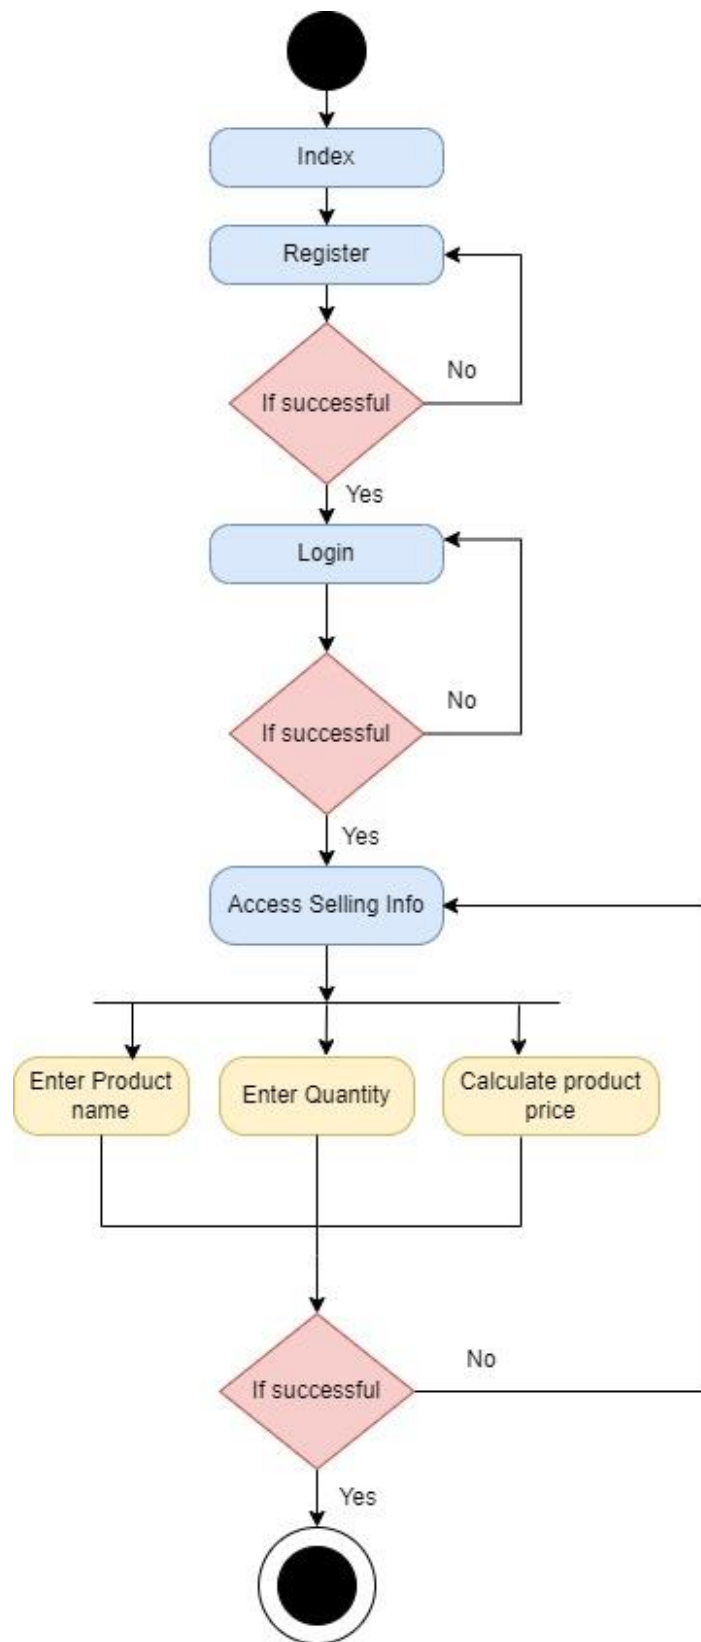 Index
Register
No
If successful
Yes
Login
No
If successful
Yes
Access Selling Info
Enter Product
name
Enter Quantity
Calculate product
price
No
If successful
Yes